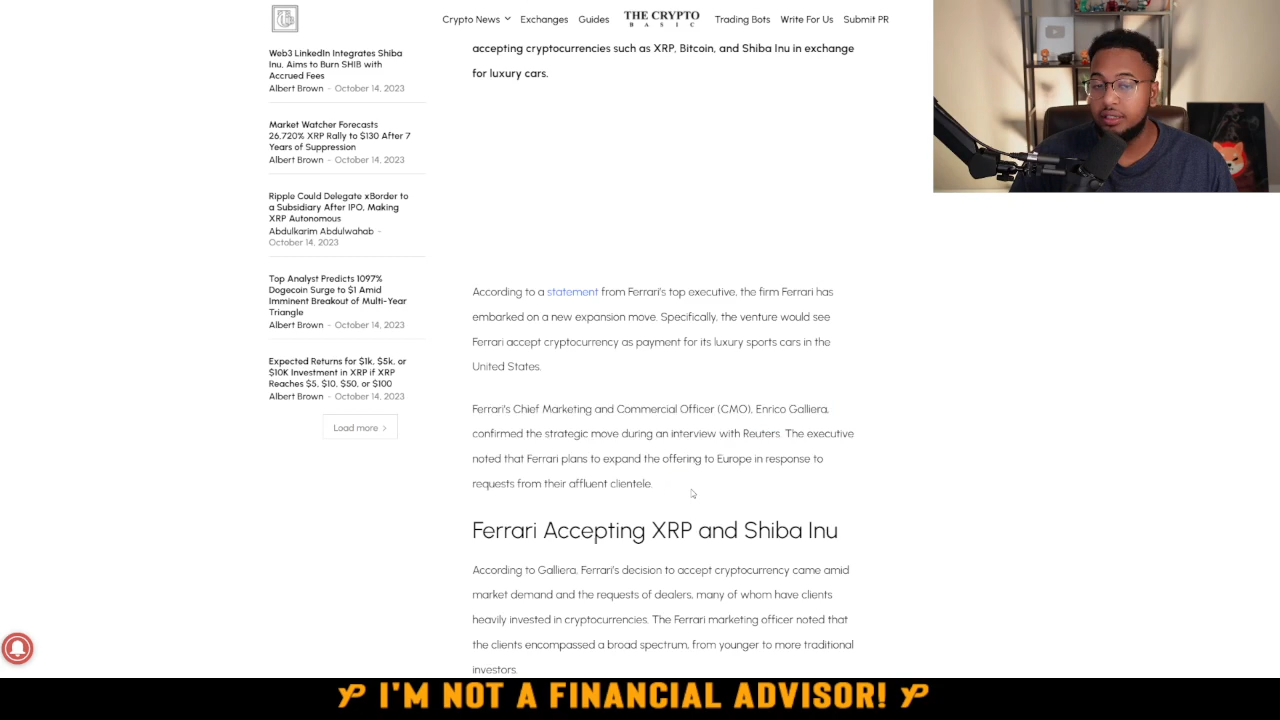 Crypto News
Exchanges
Guides
THE CRYPTO
BASIC
Trading Bots
Write For Us
Submit PR
Web3 LinkedIn Integrates Shiba
Inu, Aims to Burn SHIB with
Accrued Fees
Albert Brown - October 14, 2023
Market Watcher Forecasts
26,720% XRP Rally to $130 After 7
Years of Suppression
Albert Brown - October 14, 2023
Ripple Could Delegate xBorder to
a Subsidiary After IPO, Making
XRP Autonomous
Abdulkarim Abdulwahab -
October 14, 2023
Top Analyst Predicts 1097%
Dogecoin Surge to $1 Amid
Imminent Breakout of Multi-Year
Triangle
Albert Brown - October 14, 2023
Expected Returns for $1k, $5k, or
$10K Investment in XRP if XRP
Reaches $5, $10, $50, or $100
Albert Brown - October 14, 2023
Load more >
accepting cryptocurrencies such as XRP, Bitcoin, and Shiba Inu in exchange
for luxury cars.
According to a statement from Ferrari's top executive, the firm Ferrari has
embarked on a new expansion move. Specifically, the venture would see
Ferrari accept cryptocurrency as payment for its luxury sports cars in the
United States.
Ferrari's Chief Marketing and Commercial Officer (CMO), Enrico Galliera,
confirmed the strategic move during an interview with Reuters. The executive
noted that Ferrari plans to expand the offering to Europe in response to
requests from their affluent clientele.
Ferrari Accepting XRP and Shiba Inu
According to Galliera, Ferrari's decision to accept cryptocurrency came amid
market demand and the requests of dealers, many of whom have clients
heavily invested in cryptocurrencies. The Ferrari marketing officer noted that
the clients encompassed a broad spectrum, from younger to more traditional
investors.
I'M NOT A FINANCIAL ADVISOR!